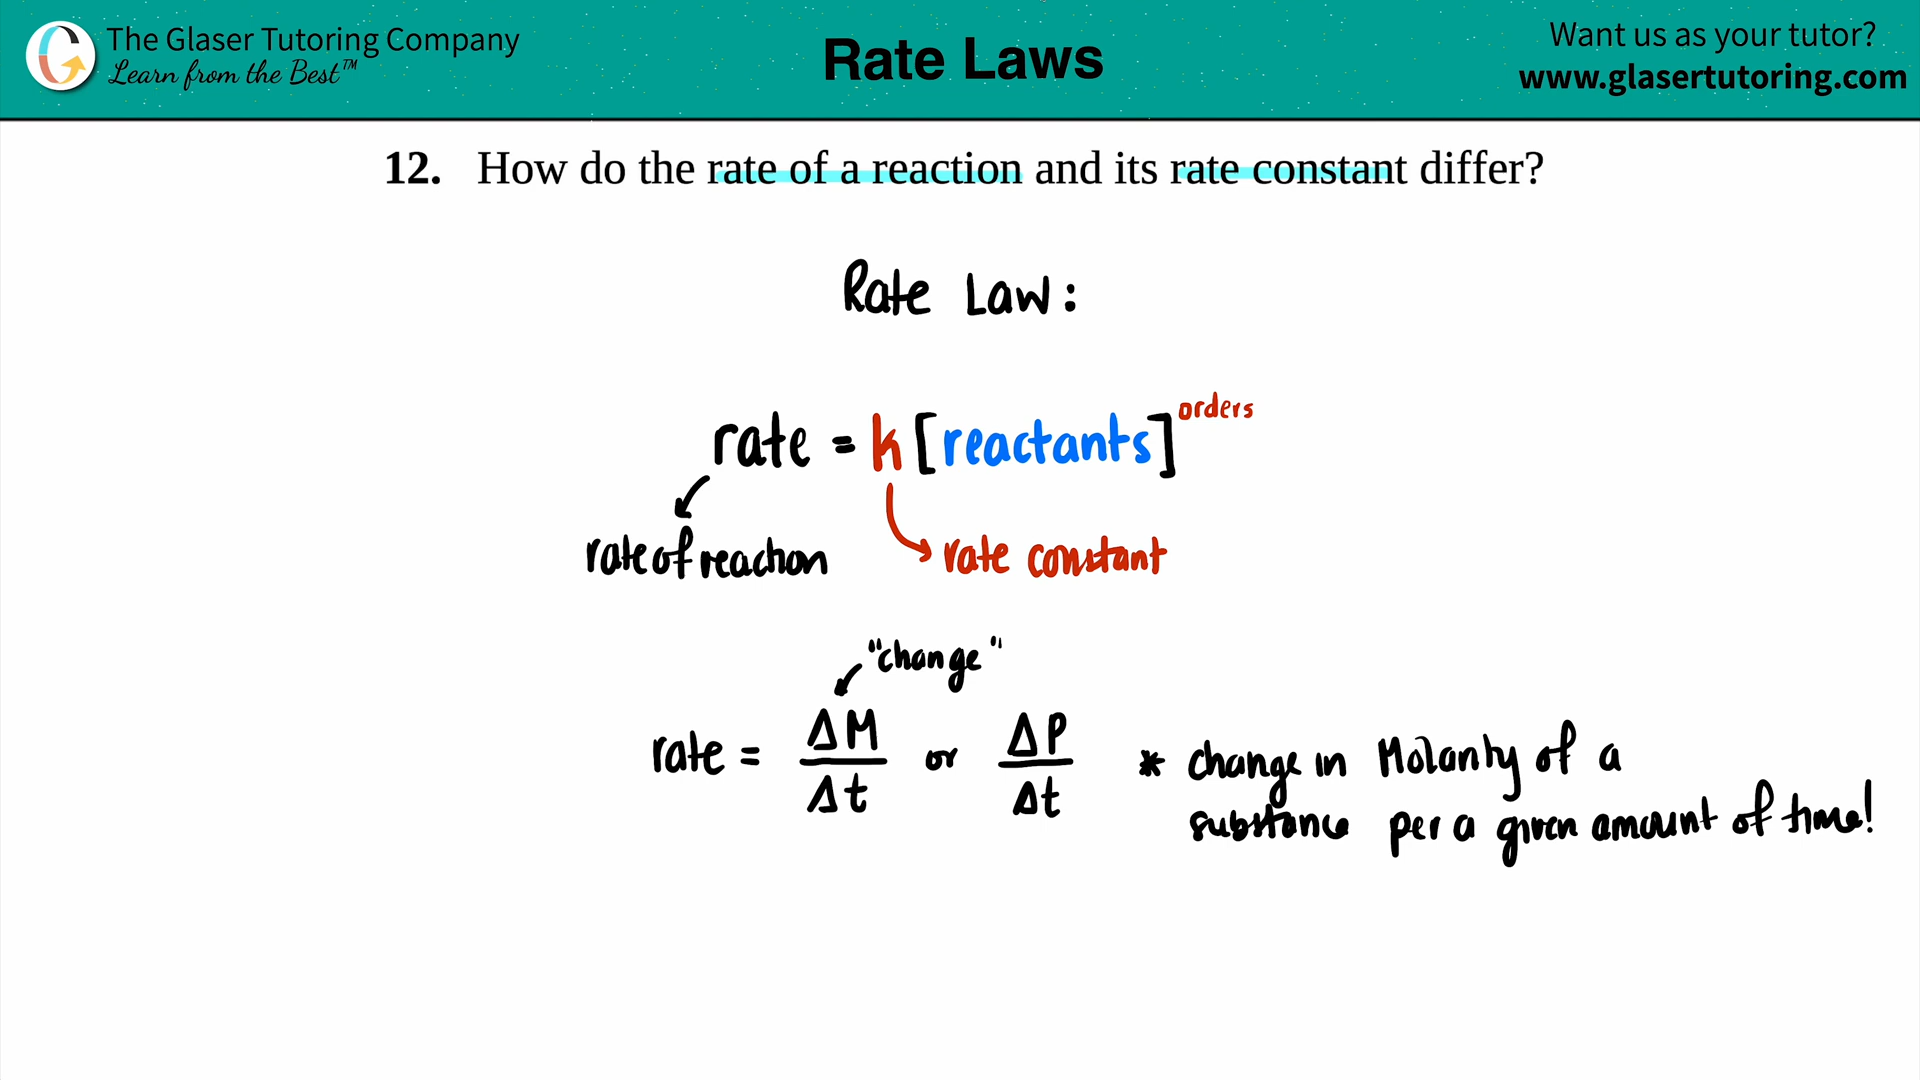 The Glaser Tutoring Company
Learn from the Best™
Rate Laws
Want us as your tutor?
www.glasertutoring.com
12. How do the rate of a reaction and its rate constant differ?
Rate Law:
rate = k[reactants]^orders
rate of reaction
rate constant
"change"
rate = ΔM/Δt or ΔP/Δt
* change in Molarity of a
substance per a given amount of time!